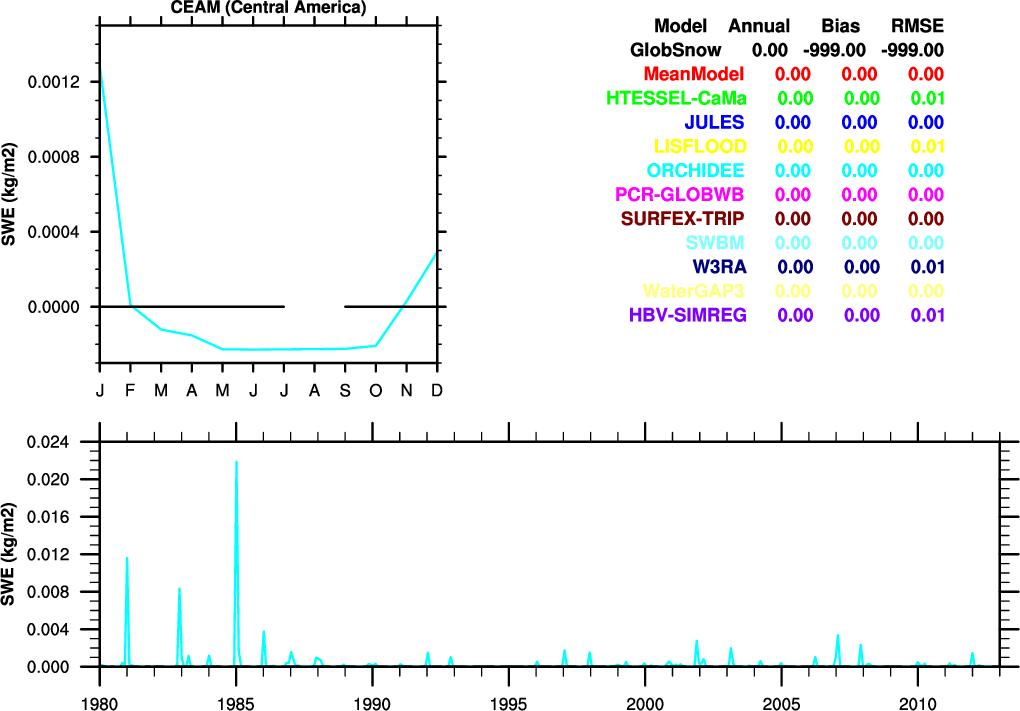 CEAM (Central America)
SWE (kg/m2)
0.0012
0.0008
0.0004
0.0000
J F M A M J J A S O N D
Model Annual Bias RMSE
GlobSnow 0.00 -999.00 -999.00
MeanModel 0.00 0.00 0.00
HTESSEL-CaMa 0.00 0.00 0.01
JULES 0.00 0.00 0.00
LISFLOOD 0.00 0.00 0.01
ORCHIDEE 0.00 0.00 0.00
PCR-GLOBWB 0.00 0.00 0.00
SURFEX-TRIP 0.00 0.00 0.00
SWBM 0.00 0.00 0.00
W3RA 0.00 0.00 0.01
WaterGAP3 0.00 0.00 0.00
HBV-SIMREG 0.00 0.00 0.01
SWE (kg/m2)
0.024
0.020
0.016
0.012
0.008
0.004
0.000
1980 1985 1990 1995 2000 2005 2010